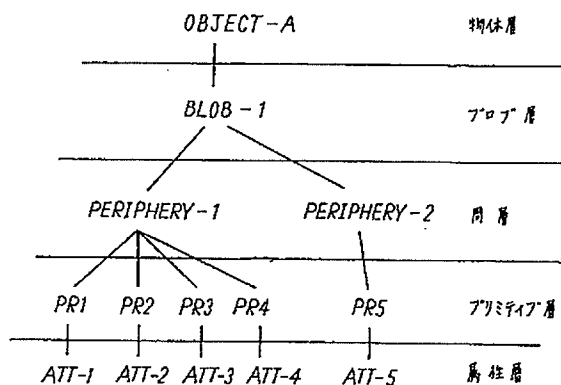 OBJECT-A 物体層
BLOB-1 ブロブ層
PERIPHERY-1 PERIPHERY-2 周層
PR1 PR2 PR3 PR4 PR5 プリミティブ層
ATT-1 ATT-2 ATT-3 ATT-4 ATT-5 属性層